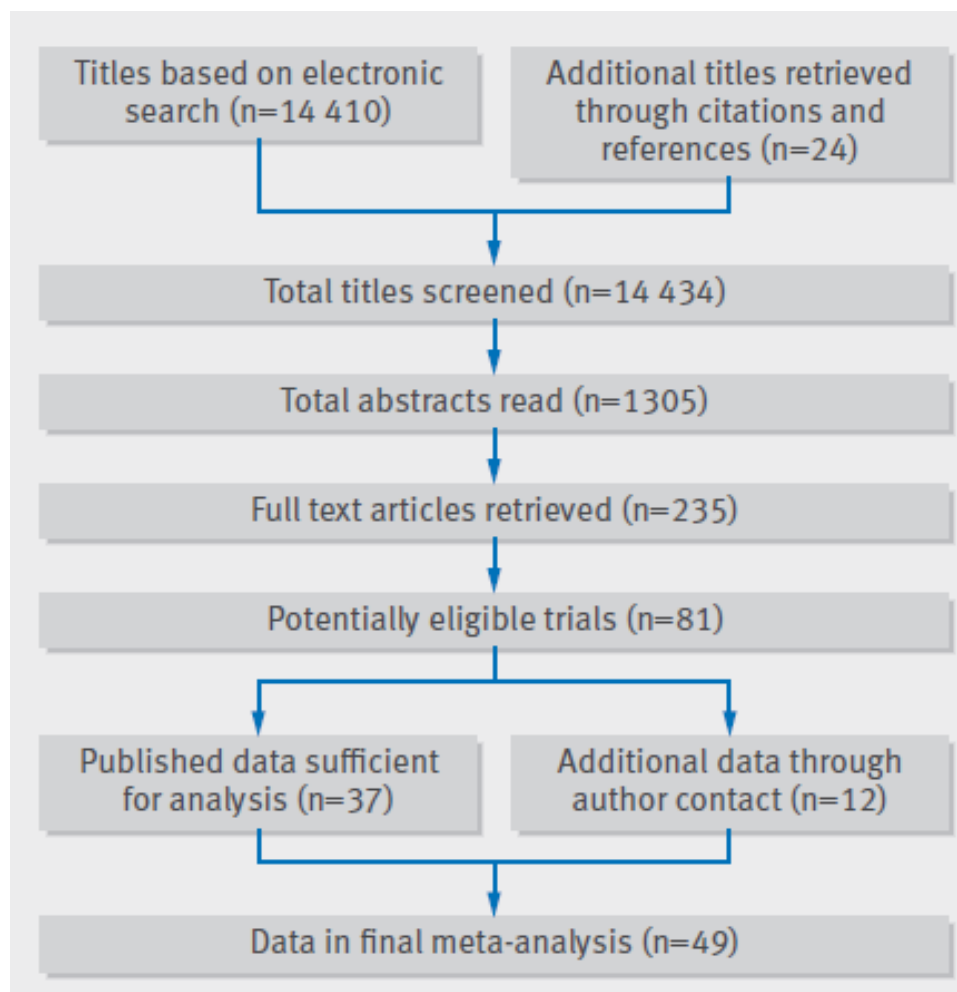 Titles based on electronic
search (n=14 410)
Additional titles retrieved
through citations and
references (n=24)
Total titles screened (n=14 434)
Total abstracts read (n=1305)
Full text articles retrieved (n=235)
Potentially eligible trials (n=81)
Published data sufficient
for analysis (n=37)
Additional data through
author contact (n=12)
Data in final meta-analysis (n=49)